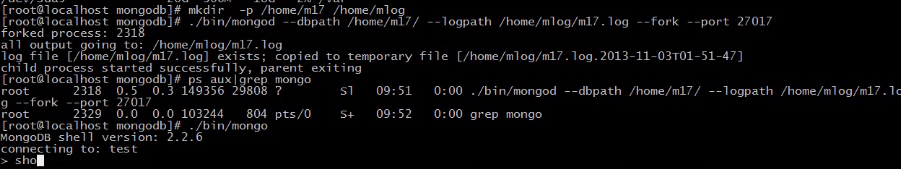 [root@localhost mongodb]# mkdir  -p /home/m17 /home/mlog
[root@localhost mongodb]# ./bin/mongod --dbpath /home/m17/ --logpath /home/mlog/m17.log --fork --port 27017
forked process: 2318
all output going to: /home/mlog/m17.log
log file [/home/mlog/m17.log] exists; copied to temporary file [/home/mlog/m17.log.2013-11-03T01-51-47]
child process started successfully, parent exiting
[root@localhost mongodb]# ps aux|grep mongo
root      2318  0.5  0.3 149356 29808 ?        Sl   09:51   0:00 ./bin/mongod --dbpath /home/m17/ --logpath /home/mlog/m17.lo
g --fork --port 27017
root      2329  0.0  0.0 103244   804 pts/0    S+   09:52   0:00 grep mongo
[root@localhost mongodb]# ./bin/mongo
MongoDB shell version: 2.2.6
connecting to: test
> sho